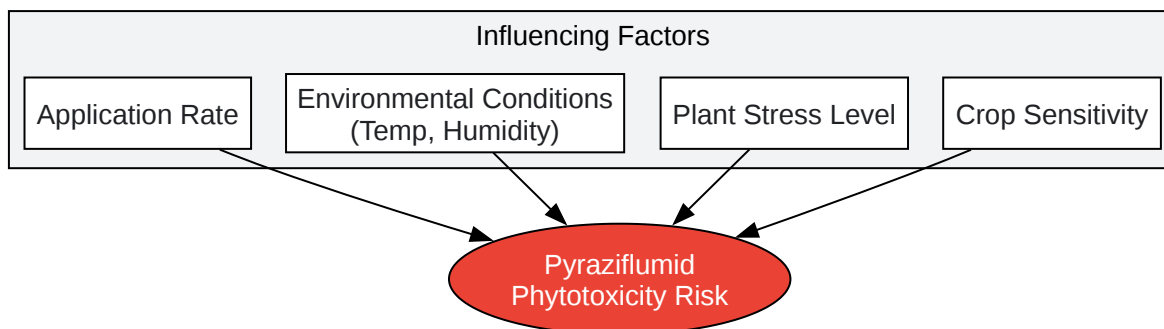 Influencing Factors
Application Rate
Environmental Conditions
(Temp, Humidity)
Plant Stress Level
Crop Sensitivity
Pyraziflumid
Phytotoxicity Risk